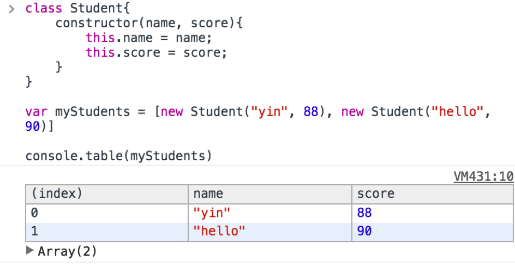 > class Student{
constructor(name, score){
this.name = name;
this.score = score;
}
}
var myStudents = [new Student("yin", 88), new Student("hello",
90)]
console.table(myStudents)
VM431:10
(index) name score
0 "yin" 88
1 "hello" 90
▶ Array(2)